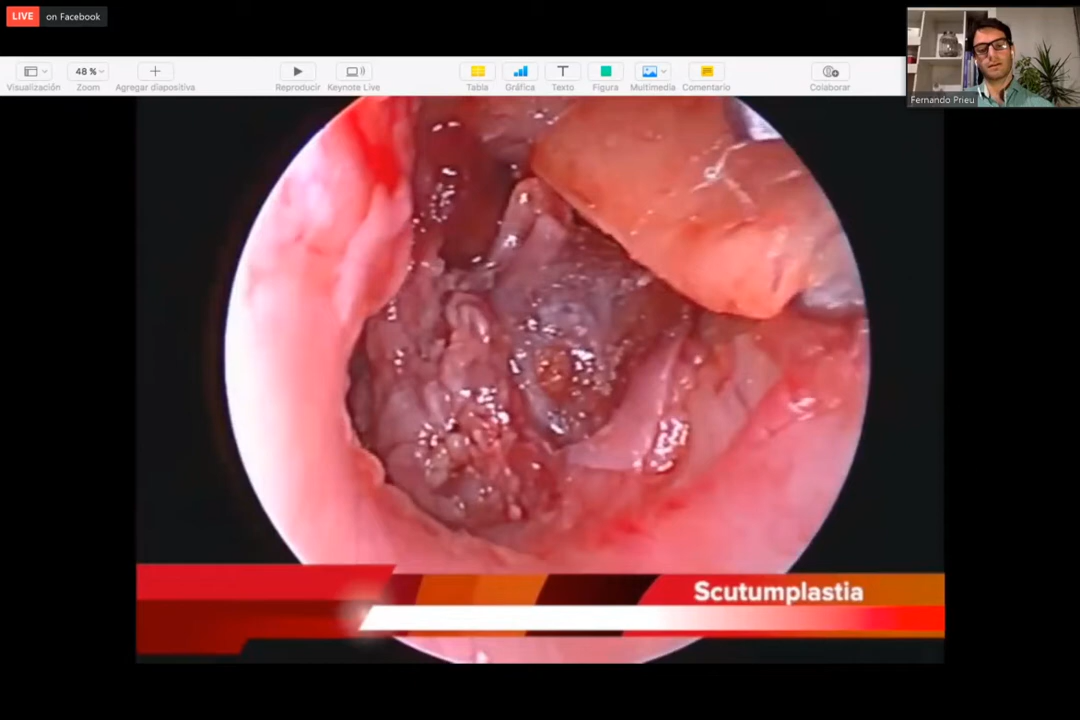 LIVE on Facebook
48 %
Visualización Zoom Agregar diapositiva Reproducir Keynote Live Tabla Gráfica Texto Figura Multimedia Comentario Colaborar
Fernando Prieu
Scutumplastia